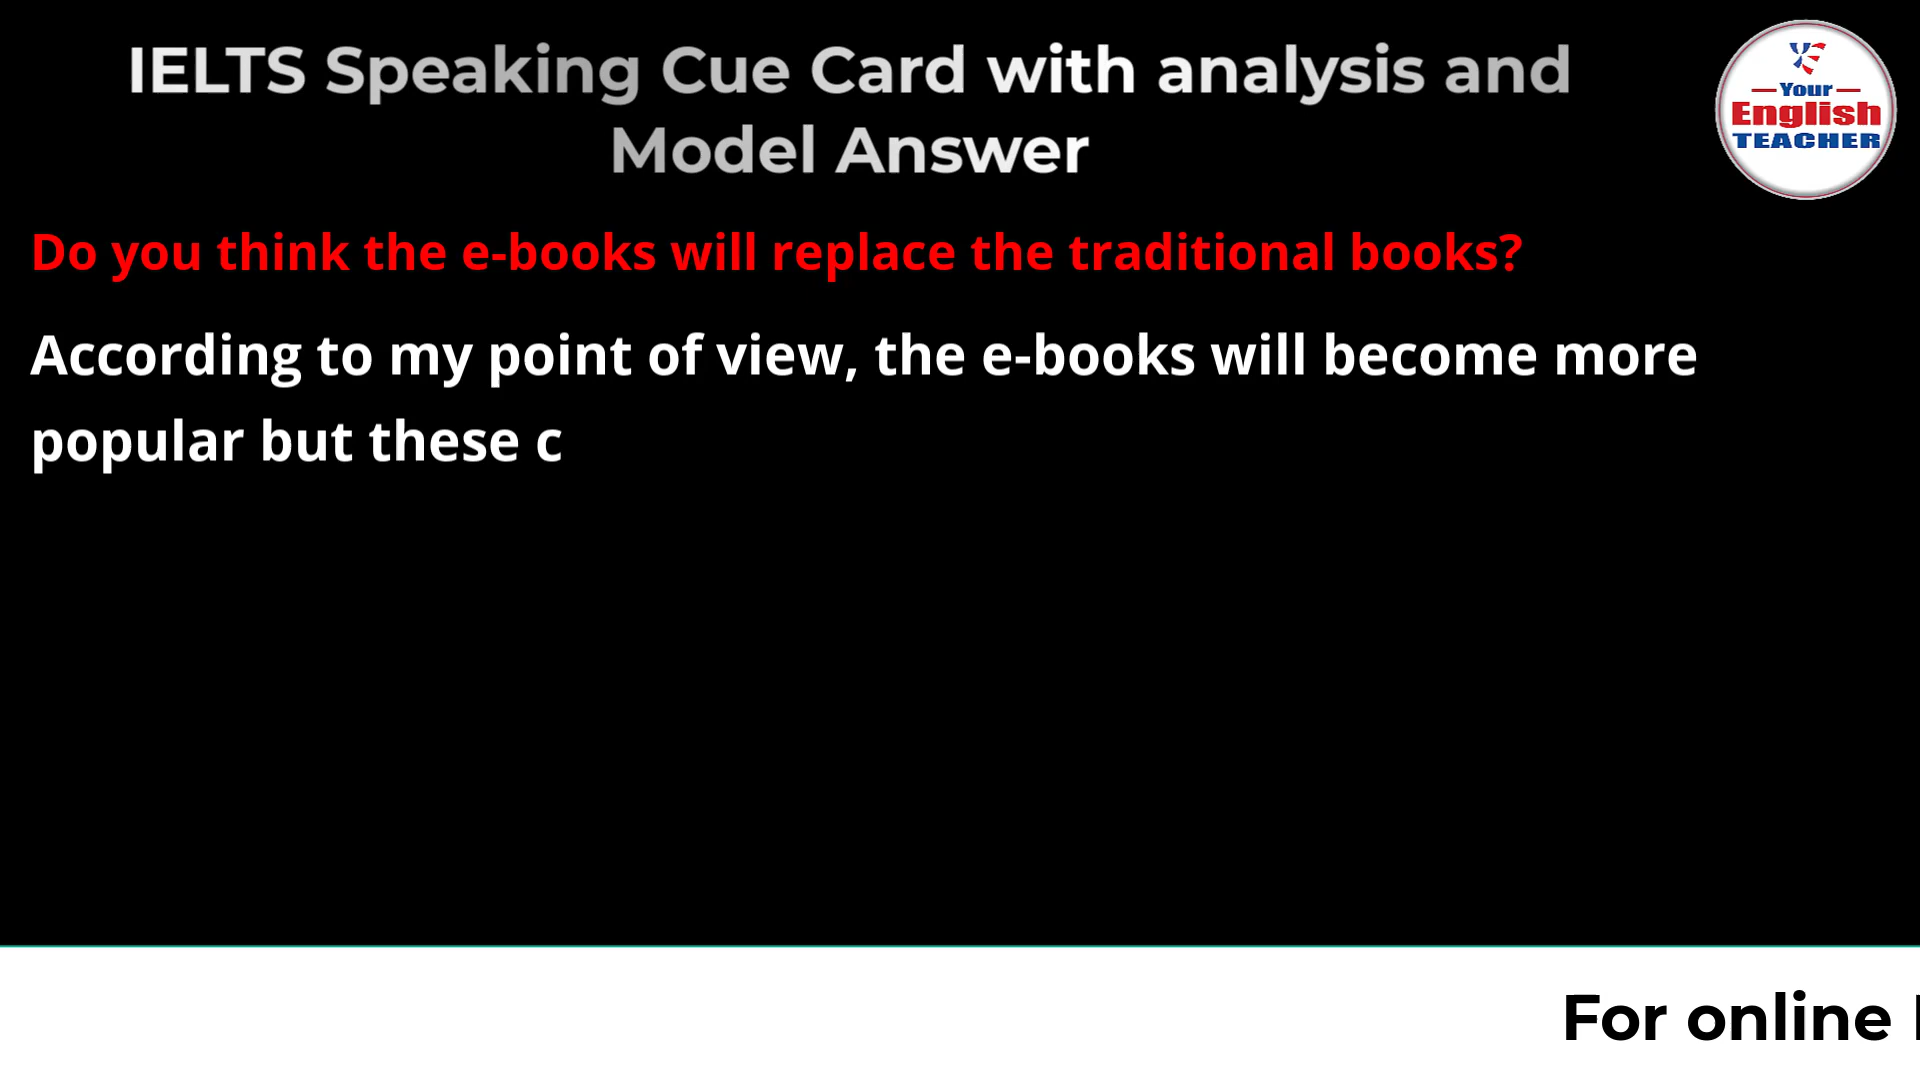 IELTS Speaking Cue Card with analysis and
Model Answer
Your
English
TEACHER
Do you think the e-books will replace the traditional books?
According to my point of view, the e-books will become more
popular but these c
For online